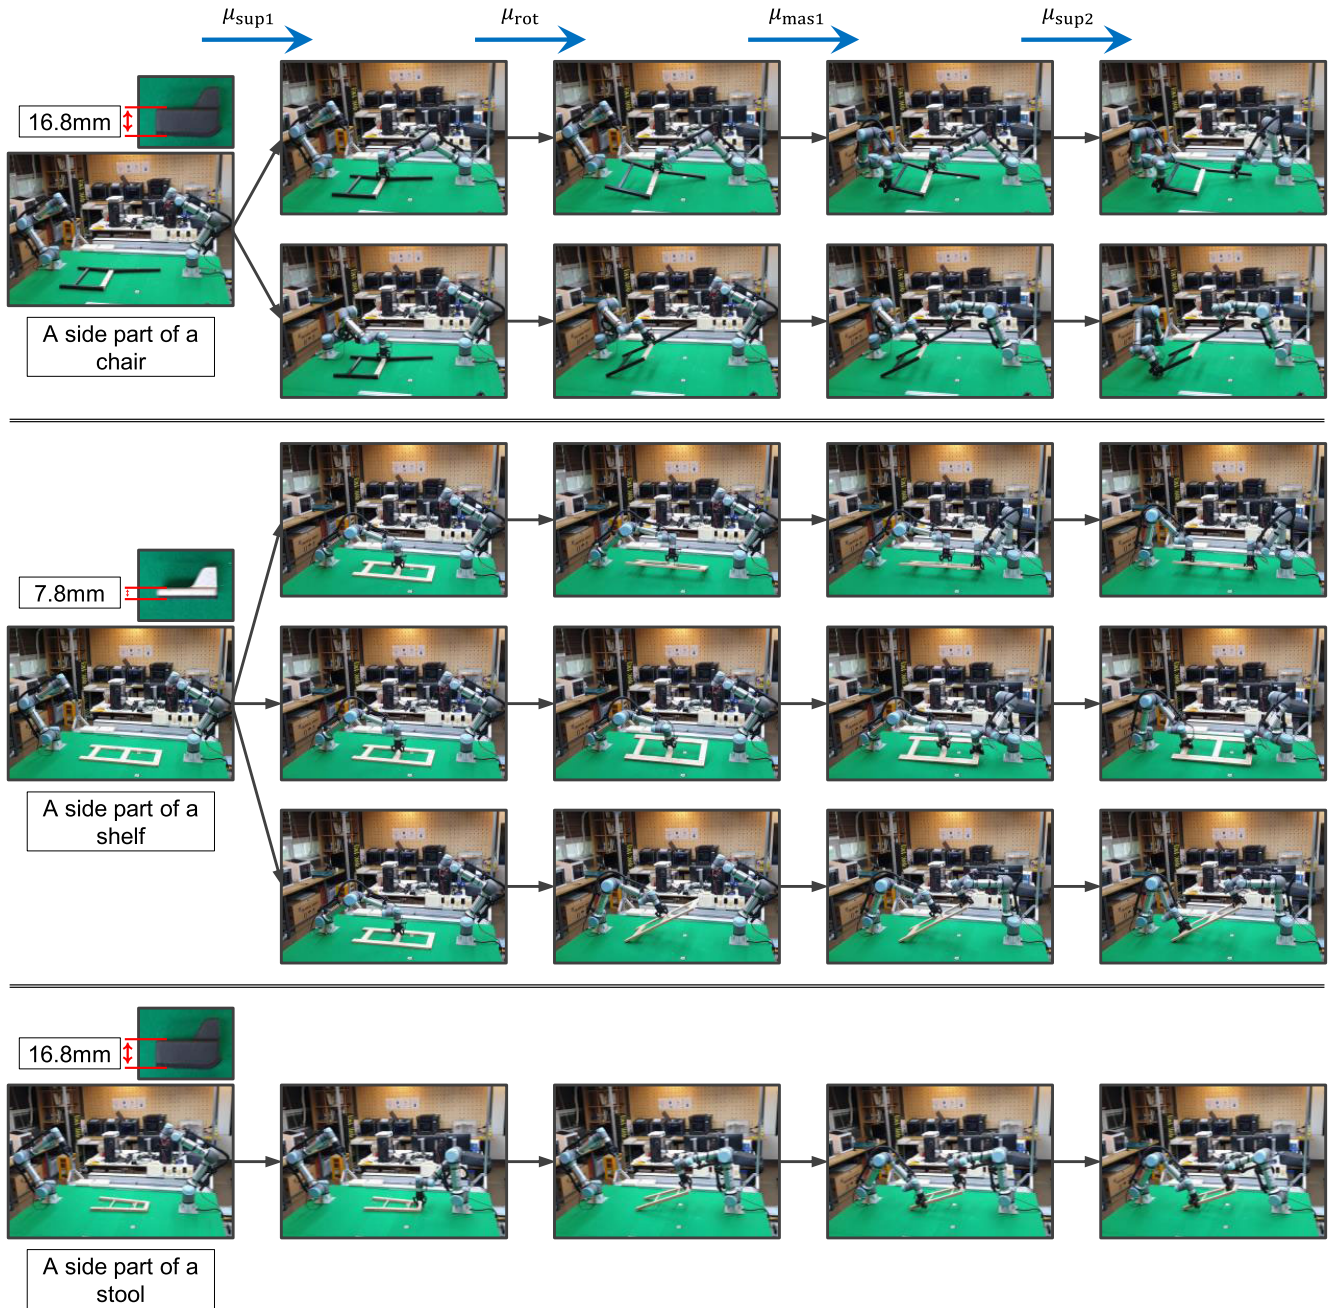 μsup1
μrot
μmas1
μsup2
16.8mm
A side part of a
chair
7.8mm
A side part of a
shelf
16.8mm
A side part of a
stool